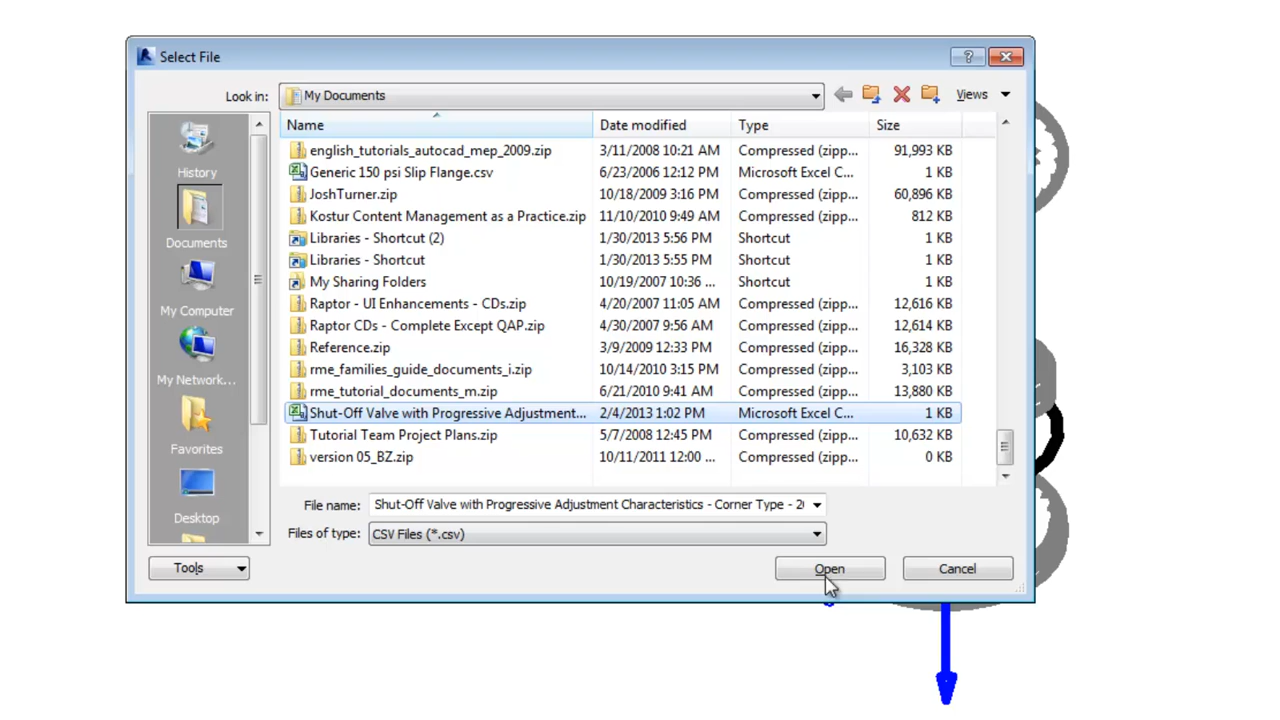 Select File
?
Look in:
My Documents
Views
History
Documents
My Computer
My Network...
Favorites
Desktop
Name Date modified Type Size
english_tutorials_autocad_mep_2009.zip 3/11/2008 10:21 AM Compressed (zipp... 91,993 KB
Generic 150 psi Slip Flange.csv 6/23/2006 12:12 PM Microsoft Excel C... 1 KB
JoshTurner.zip 10/18/2009 3:16 PM Compressed (zipp... 60,896 KB
Kostur Content Management as a Practice.zip 11/10/2010 9:49 AM Compressed (zipp... 812 KB
Libraries - Shortcut (2) 1/30/2013 5:56 PM Shortcut 1 KB
Libraries - Shortcut 1/30/2013 5:55 PM Shortcut 1 KB
My Sharing Folders 10/19/2007 10:36 ... Shortcut 1 KB
Raptor - UI Enhancements - CDs.zip 4/20/2007 11:05 AM Compressed (zipp... 12,616 KB
Raptor CDs - Complete Except QAP.zip 4/30/2007 9:56 AM Compressed (zipp... 12,614 KB
Reference.zip 3/9/2009 12:33 PM Compressed (zipp... 16,328 KB
rme_families_guide_documents_i.zip 10/14/2010 3:15 PM Compressed (zipp... 3,103 KB
rme_tutorial_documents_m.zip 6/21/2010 9:41 AM Compressed (zipp... 13,880 KB
Shut-Off Valve with Progressive Adjustment... 2/4/2013 1:02 PM Microsoft Excel C... 1 KB
Tutorial Team Project Plans.zip 5/7/2008 12:45 PM Compressed (zipp... 10,632 KB
version 05_BZ.zip 10/11/2011 12:00 ... Compressed (zipp... 0 KB
File name: Shut-Off Valve with Progressive Adjustment Characteristics - Corner Type - 20
Files of type: CSV Files (*.csv)
Tools
Open
Cancel